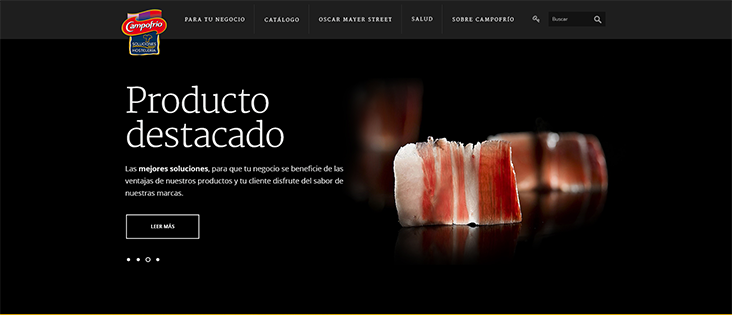 Campofrío
SOLUCIONES
HOSTELERÍA
PARA TU NEGOCIO
CATÁLOGO
OSCAR MAYER STREET
SALUD
SOBRE CAMPOFRÍO
Buscar
Producto
destacado
Las mejores soluciones, para que tu negocio se beneficie de las
ventajas de nuestros productos y tu cliente disfrute del sabor de
nuestras marcas.
LEER MÁS